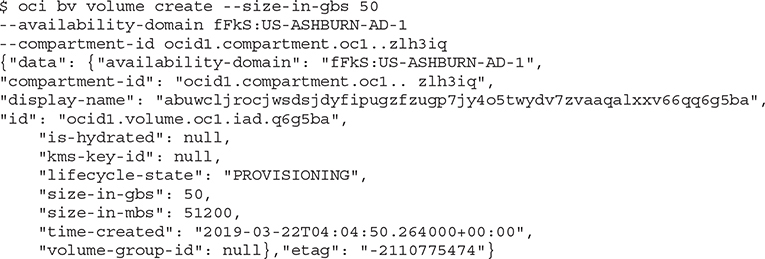 $ oci bv volume create --size-in-gbs 50
--availability-domain fFkS:US-ASHBURN-AD-1
--compartment-id ocid1.compartment.oc1..zlh3iq
{"data": {"availability-domain": "fFkS:US-ASHBURN-AD-1",
"compartment-id": "ocid1.compartment.oc1.. zlh3iq",
"display-name": "abuwcljrocjwsdsjdyfipugzfzugp7jy4o5twydv7zvaaqalxxv66qq6g5ba",
"id": "ocid1.volume.oc1.iad.q6g5ba",
    "is-hydrated": null,
    "kms-key-id": null,
    "lifecycle-state": "PROVISIONING",
    "size-in-gbs": 50,
    "size-in-mbs": 51200,
    "time-created": "2019-03-22T04:04:50.264000+00:00",
    "volume-group-id": null},"etag": "-2110775474"}